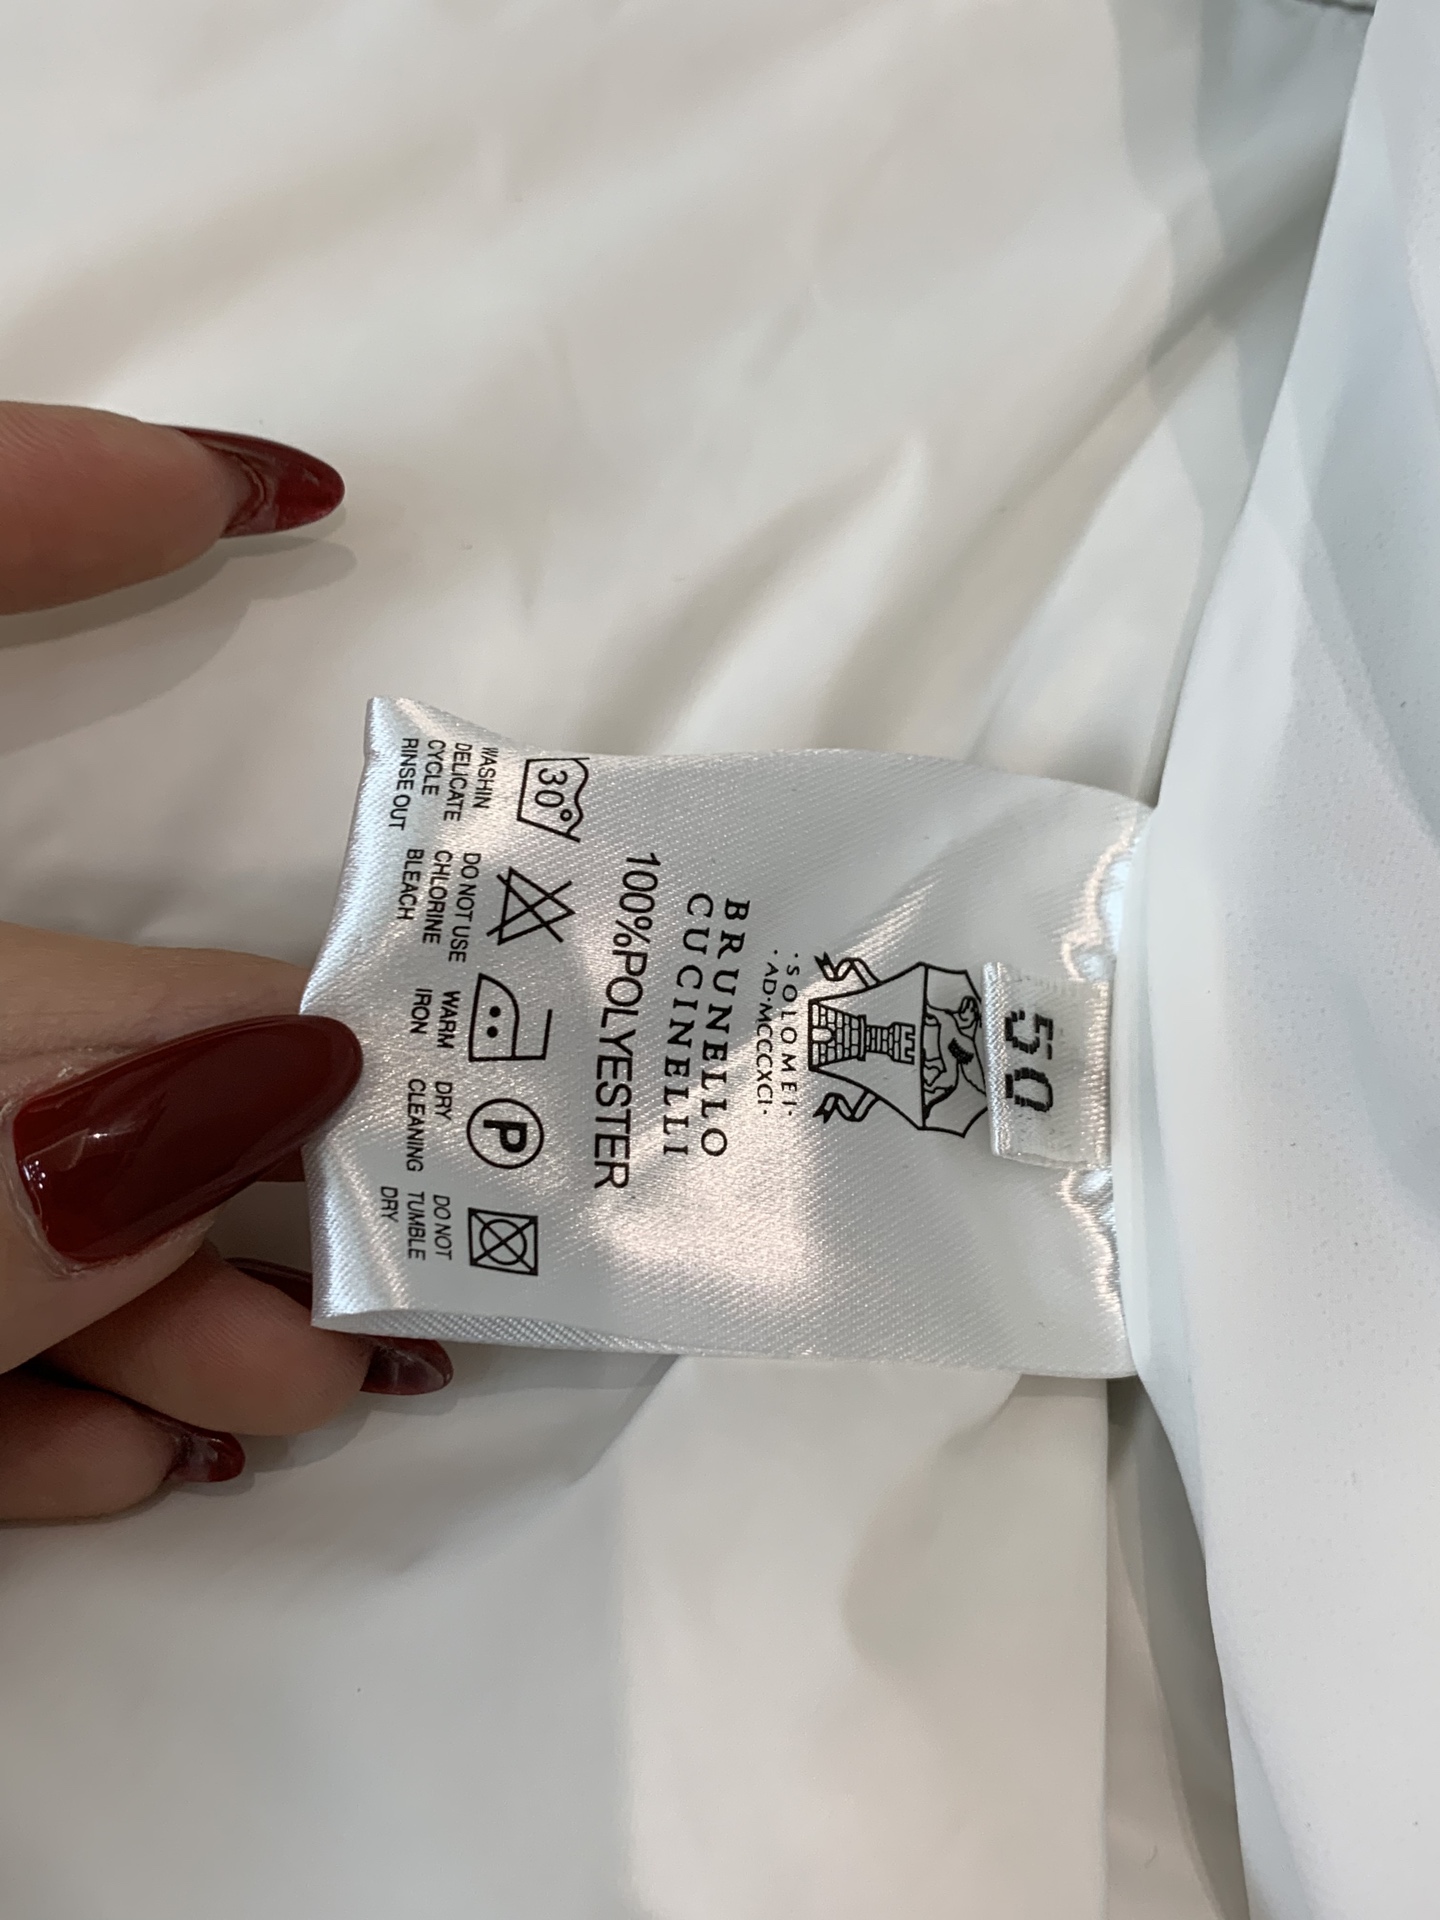 50
·SOLOMEI·
·AD·MCCCXCI·
BRUNELLO
CUCINELLI
100%POLYESTER
30°
P
WASHIN
DELICATE
CYCLE
RINSE OUT
DO NOT USE
CHLORINE
BLEACH
WARM
IRON
DRY
CLEANING
DO NOT
TUMBLE
DRY